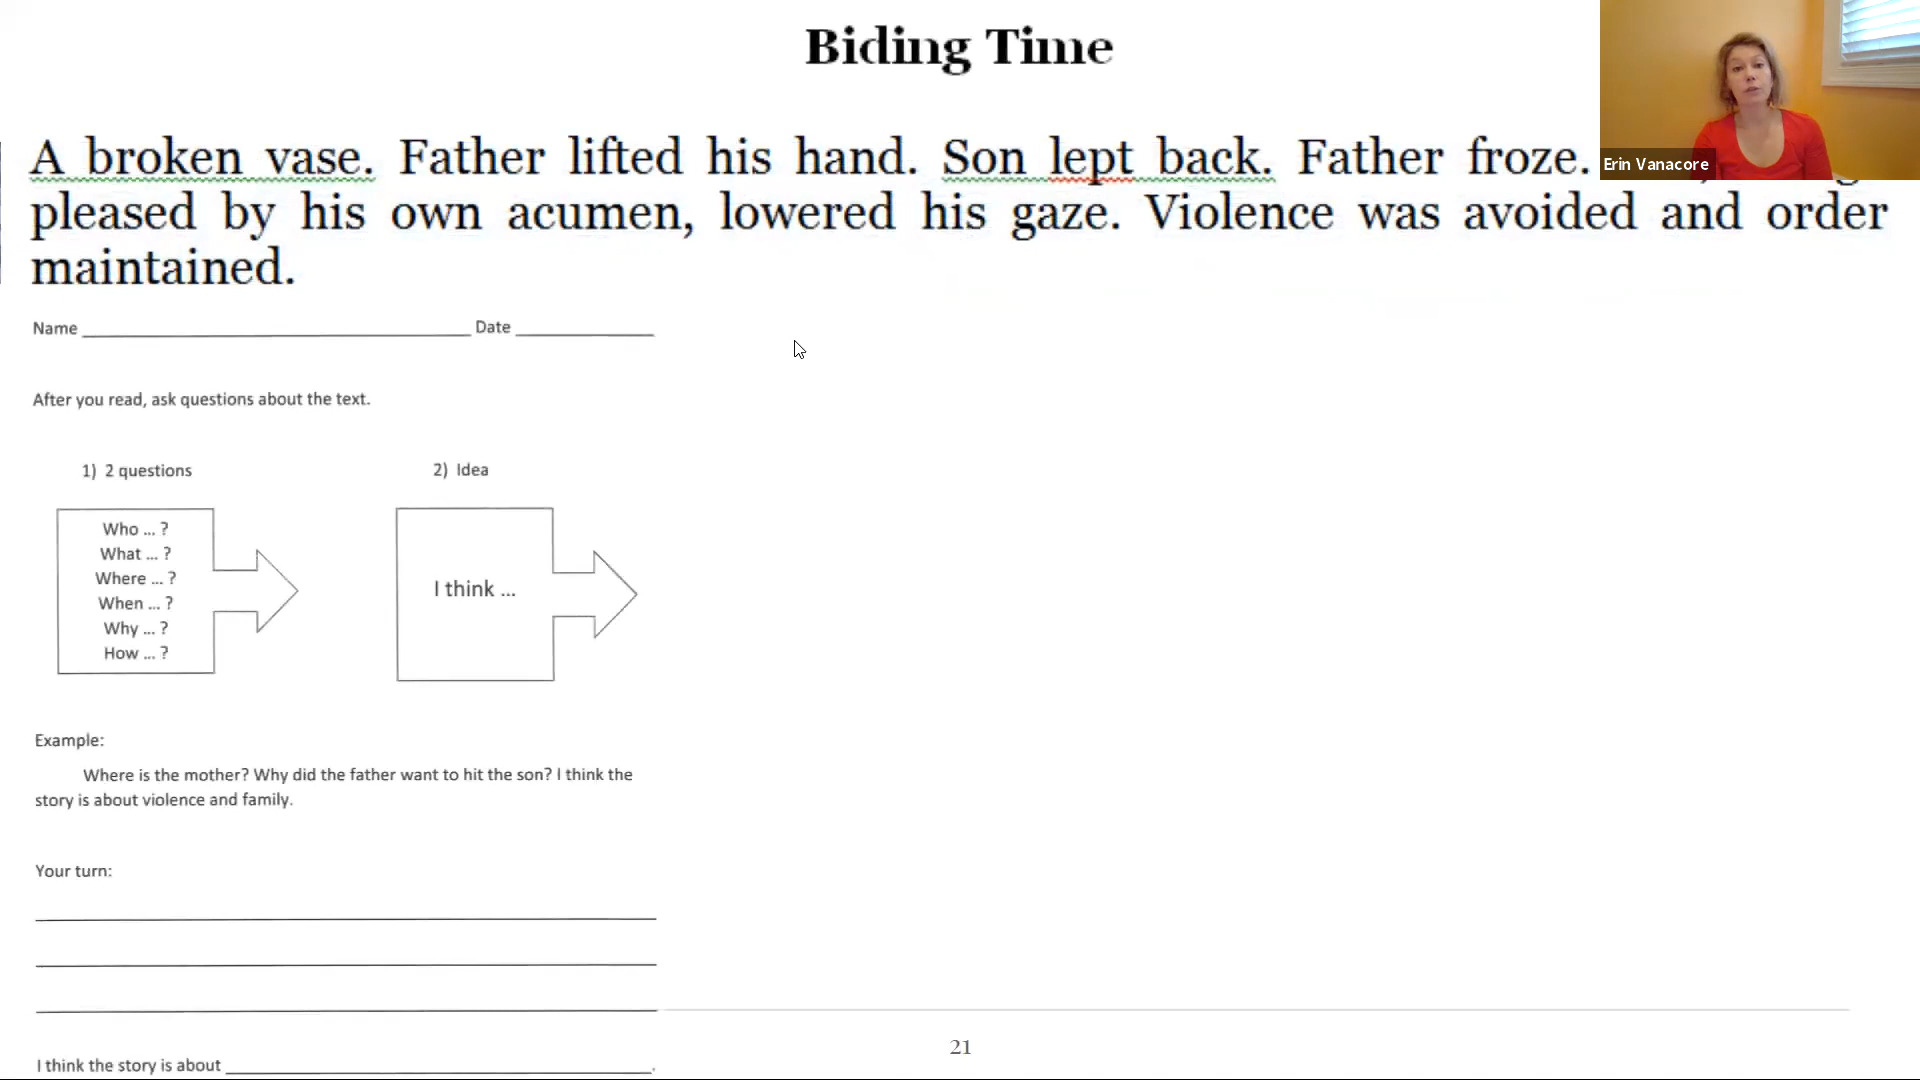 Biding Time
A broken vase. Father lifted his hand. Son lept back. Father froze.
pleased by his own acumen, lowered his gaze. Violence was avoided and order
maintained.
Erin Vanacore
Name Date
After you read, ask questions about the text.
1) 2 questions 2) Idea
Who ... ?
What ... ?
Where ... ?
When ... ?
Why ... ?
How ... ?
I think ...
Example:
Where is the mother? Why did the father want to hit the son? I think the
story is about violence and family.
Your turn:
I think the story is about .
21